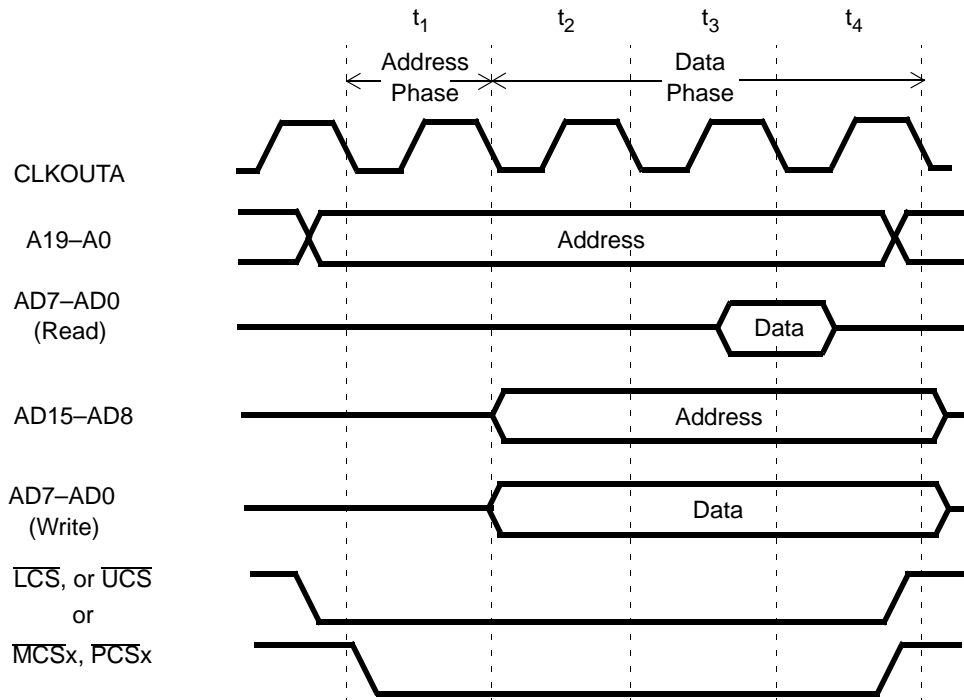 t1 t2 t3 t4
Address Phase
Data Phase
CLKOUTA
A19–A0
Address
AD7–AD0
(Read)
Data
AD15–AD8
Address
AD7–AD0
(Write)
Data
LCS, or UCS
or
MCSx, PCSx